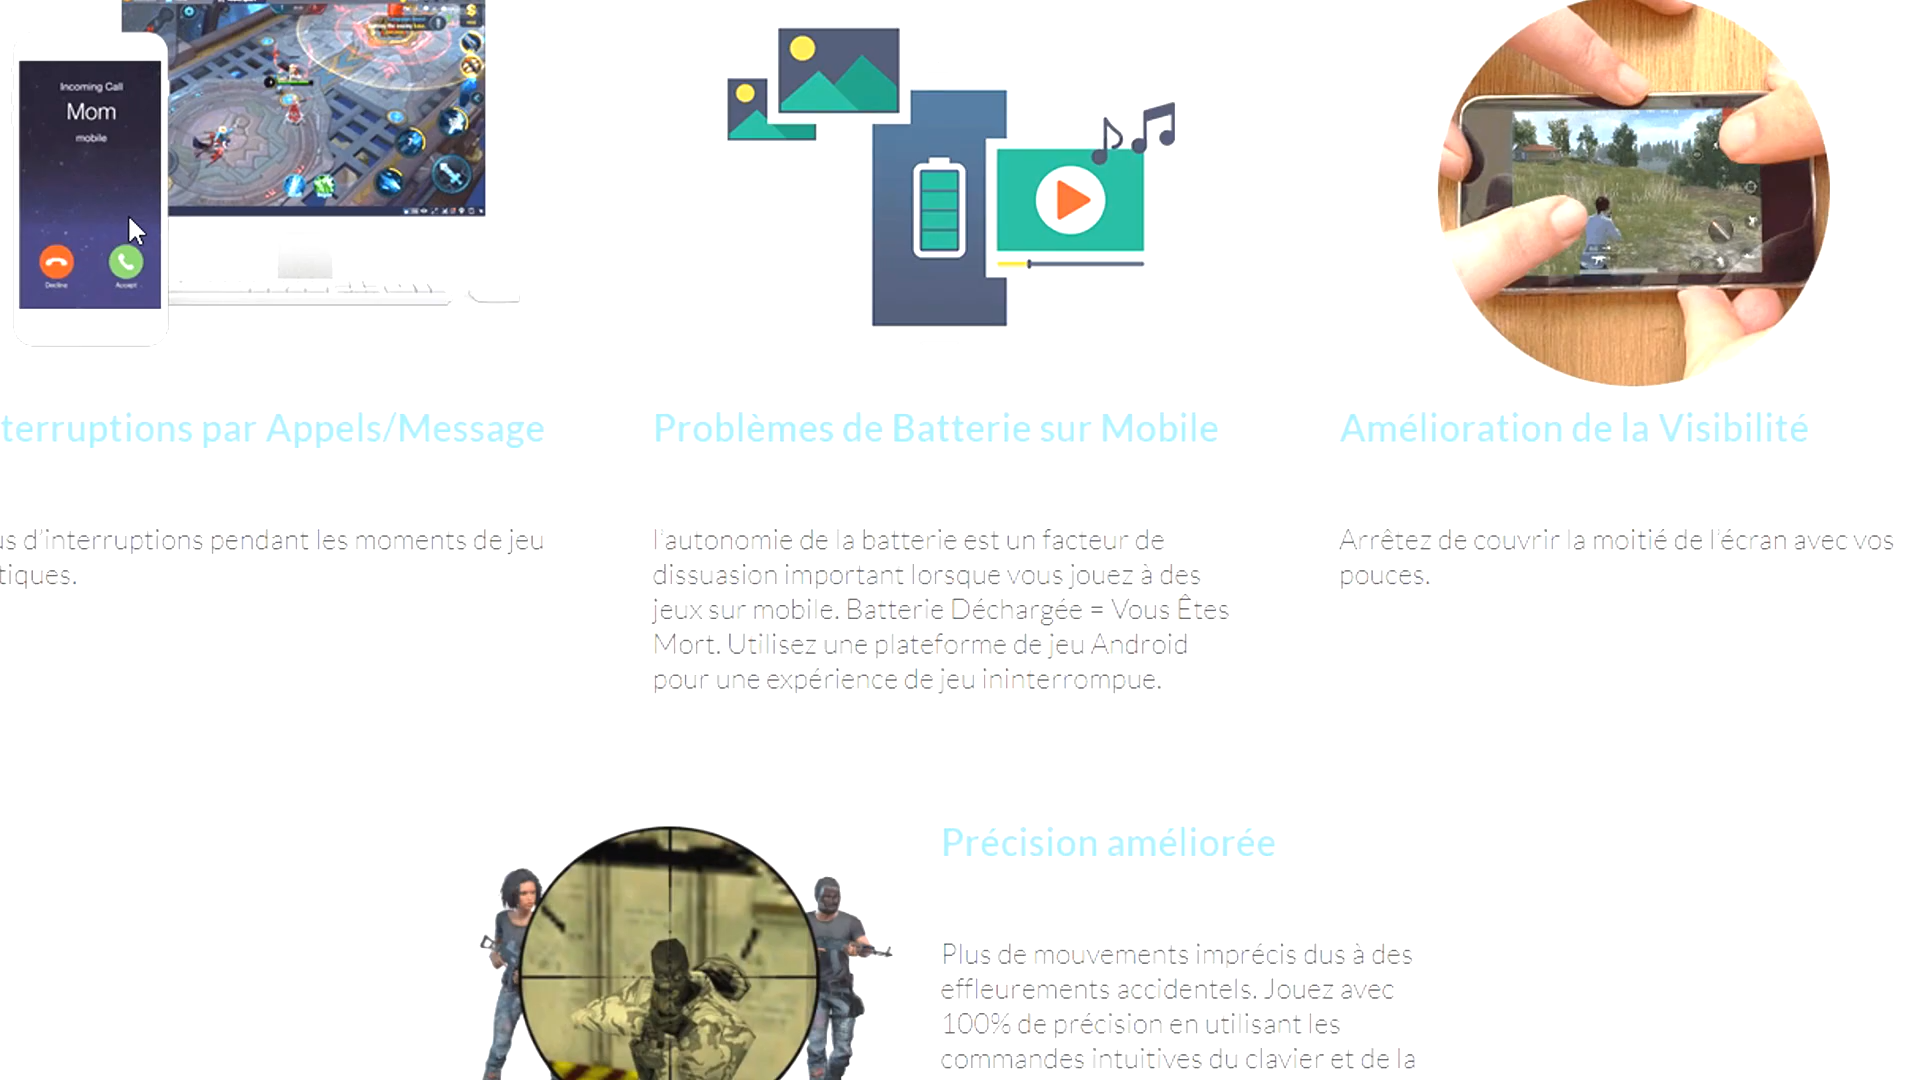 Incoming Call
Mom
mobile
Decline
Accept
terruptions par Appels/Message
Problèmes de Batterie sur Mobile
Amélioration de la Visibilité
us d'interruptions pendant les moments de jeu
tiques.
l'autonomie de la batterie est un facteur de
dissuasion important lorsque vous jouez à des
jeux sur mobile. Batterie Déchargée = Vous Êtes
Mort. Utilisez une plateforme de jeu Android
pour une expérience de jeu ininterrompue.
Arrêtez de couvrir la moitié de l'écran avec vos
pouces.
Précision améliorée
Plus de mouvements imprécis dus à des
effleurements accidentels. Jouez avec
100% de précision en utilisant les
commandes intuitives du clavier et de la